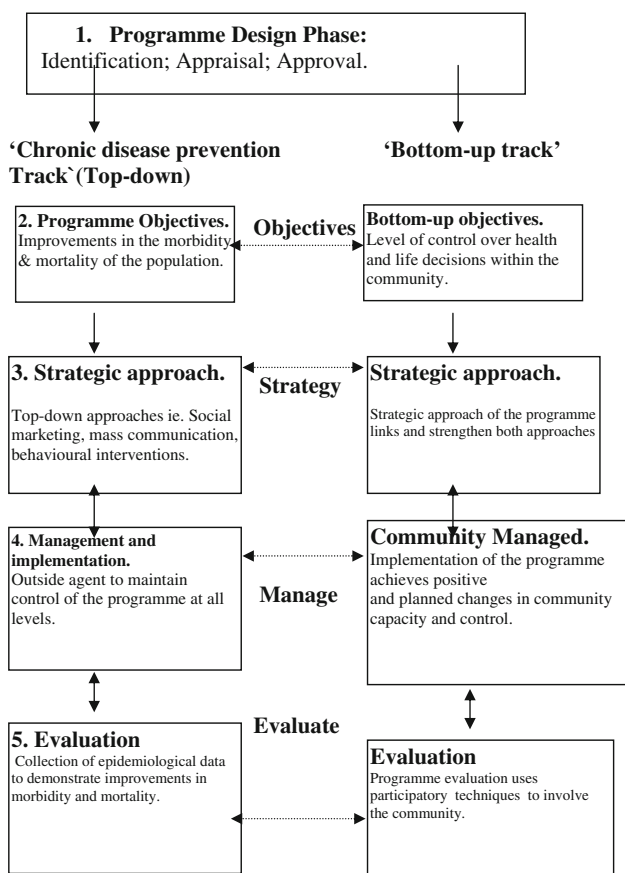 1. Programme Design Phase:
Identification; Appraisal; Approval.
‘Chronic disease prevention
Track`(Top-down)
‘Bottom-up track’
2. Programme Objectives.
Improvements in the morbidity
& mortality of the population.
Objectives
Bottom-up objectives.
Level of control over health
and life decisions within the
community.
3. Strategic approach.
Top-down approaches ie. Social
marketing, mass communication,
behavioural interventions.
Strategy
Strategic approach.
Strategic approach of the programme
links and strengthen both approaches
4. Management and
implementation.
Outside agent to maintain
control of the programme at all
levels.
Manage
Community Managed.
Implementation of the programme
achieves positive
and planned changes in community
capacity and control.
5. Evaluation
Collection of epidemiological data
to demonstrate improvements in
morbidity and mortality.
Evaluate
Evaluation
Programme evaluation uses
participatory techniques to involve
the community.